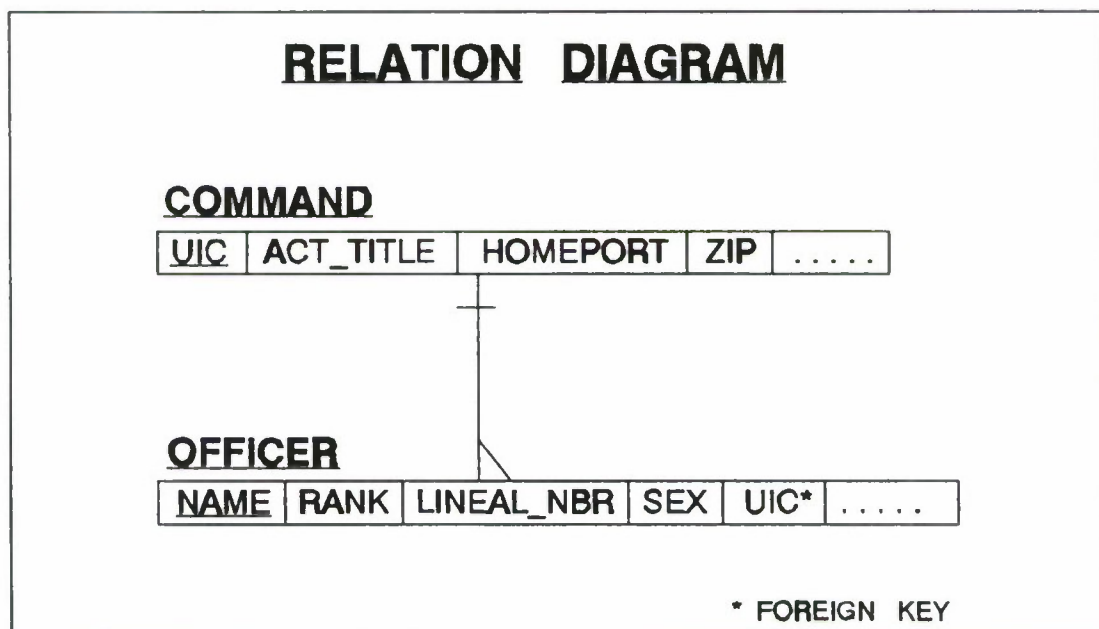 RELATION DIAGRAM
COMMAND
UIC ACT_TITLE HOMEPORT ZIP .....
OFFICER
NAME RANK LINEAL_NBR SEX UIC* .....
* FOREIGN KEY